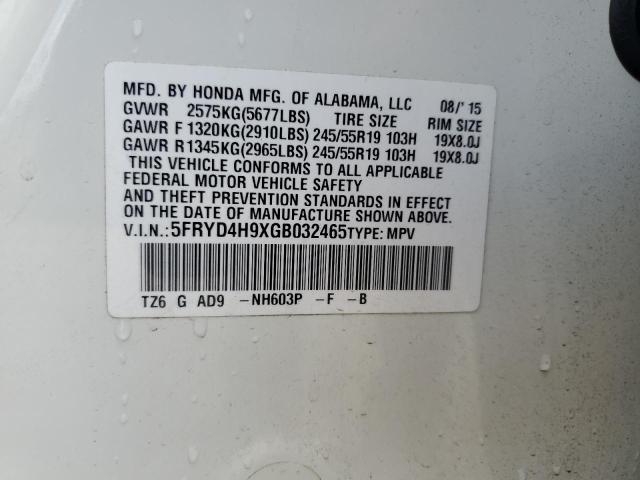 MFD. BY HONDA MFG. OF ALABAMA, LLC 08/'15
GVWR 2575KG(5677LBS) TIRE SIZE RIM SIZE
GAWR F 1320KG(2910LBS) 245/55R19 103H 19X8.0J
GAWR R 1345KG(2965LBS) 245/55R19 103H 19X8.0J
THIS VEHICLE CONFORMS TO ALL APPLICABLE
FEDERAL MOTOR VEHICLE SAFETY
AND THEFT PREVENTION STANDARDS IN EFFECT
ON THE DATE OF MANUFACTURE SHOWN ABOVE.
V.I.N.:5FRYD4H9XGB032465TYPE: MPV
TZ6 G AD9 -NH603P -F -B